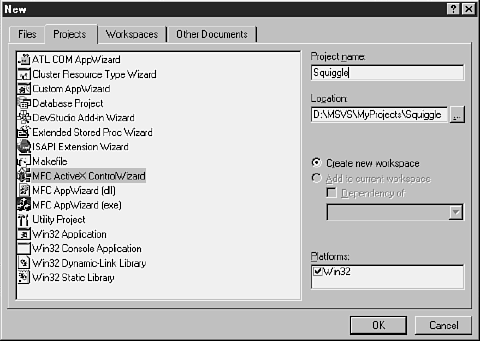 New
Files
Projects
Workspaces
Other Documents
ATL COM AppWizard
Cluster Resource Type Wizard
Custom AppWizard
Database Project
DevStudio Add-in Wizard
Extended Stored Proc Wizard
ISAPI Extension Wizard
Makefile
MFC ActiveX ControlWizard
MFC AppWizard (dll)
MFC AppWizard (exe)
Utility Project
Win32 Application
Win32 Console Application
Win32 Dynamic-Link Library
Win32 Static Library
Project name:
Squiggle
Location:
D:\MSVS\MyProjects\Squiggle
...
Create new workspace
Add to current workspace
Dependency of:
Platforms:
Win32
OK
Cancel